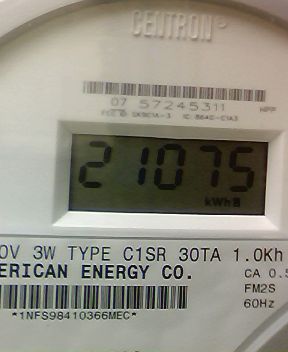 CENTRON
07 57245311
21075
kWh
0V 3W TYPE C1SR 30TA 1.0Kh
ERICAN ENERGY CO.
CA 0.5
FM2S
60Hz
*1NFS98410366MEC*